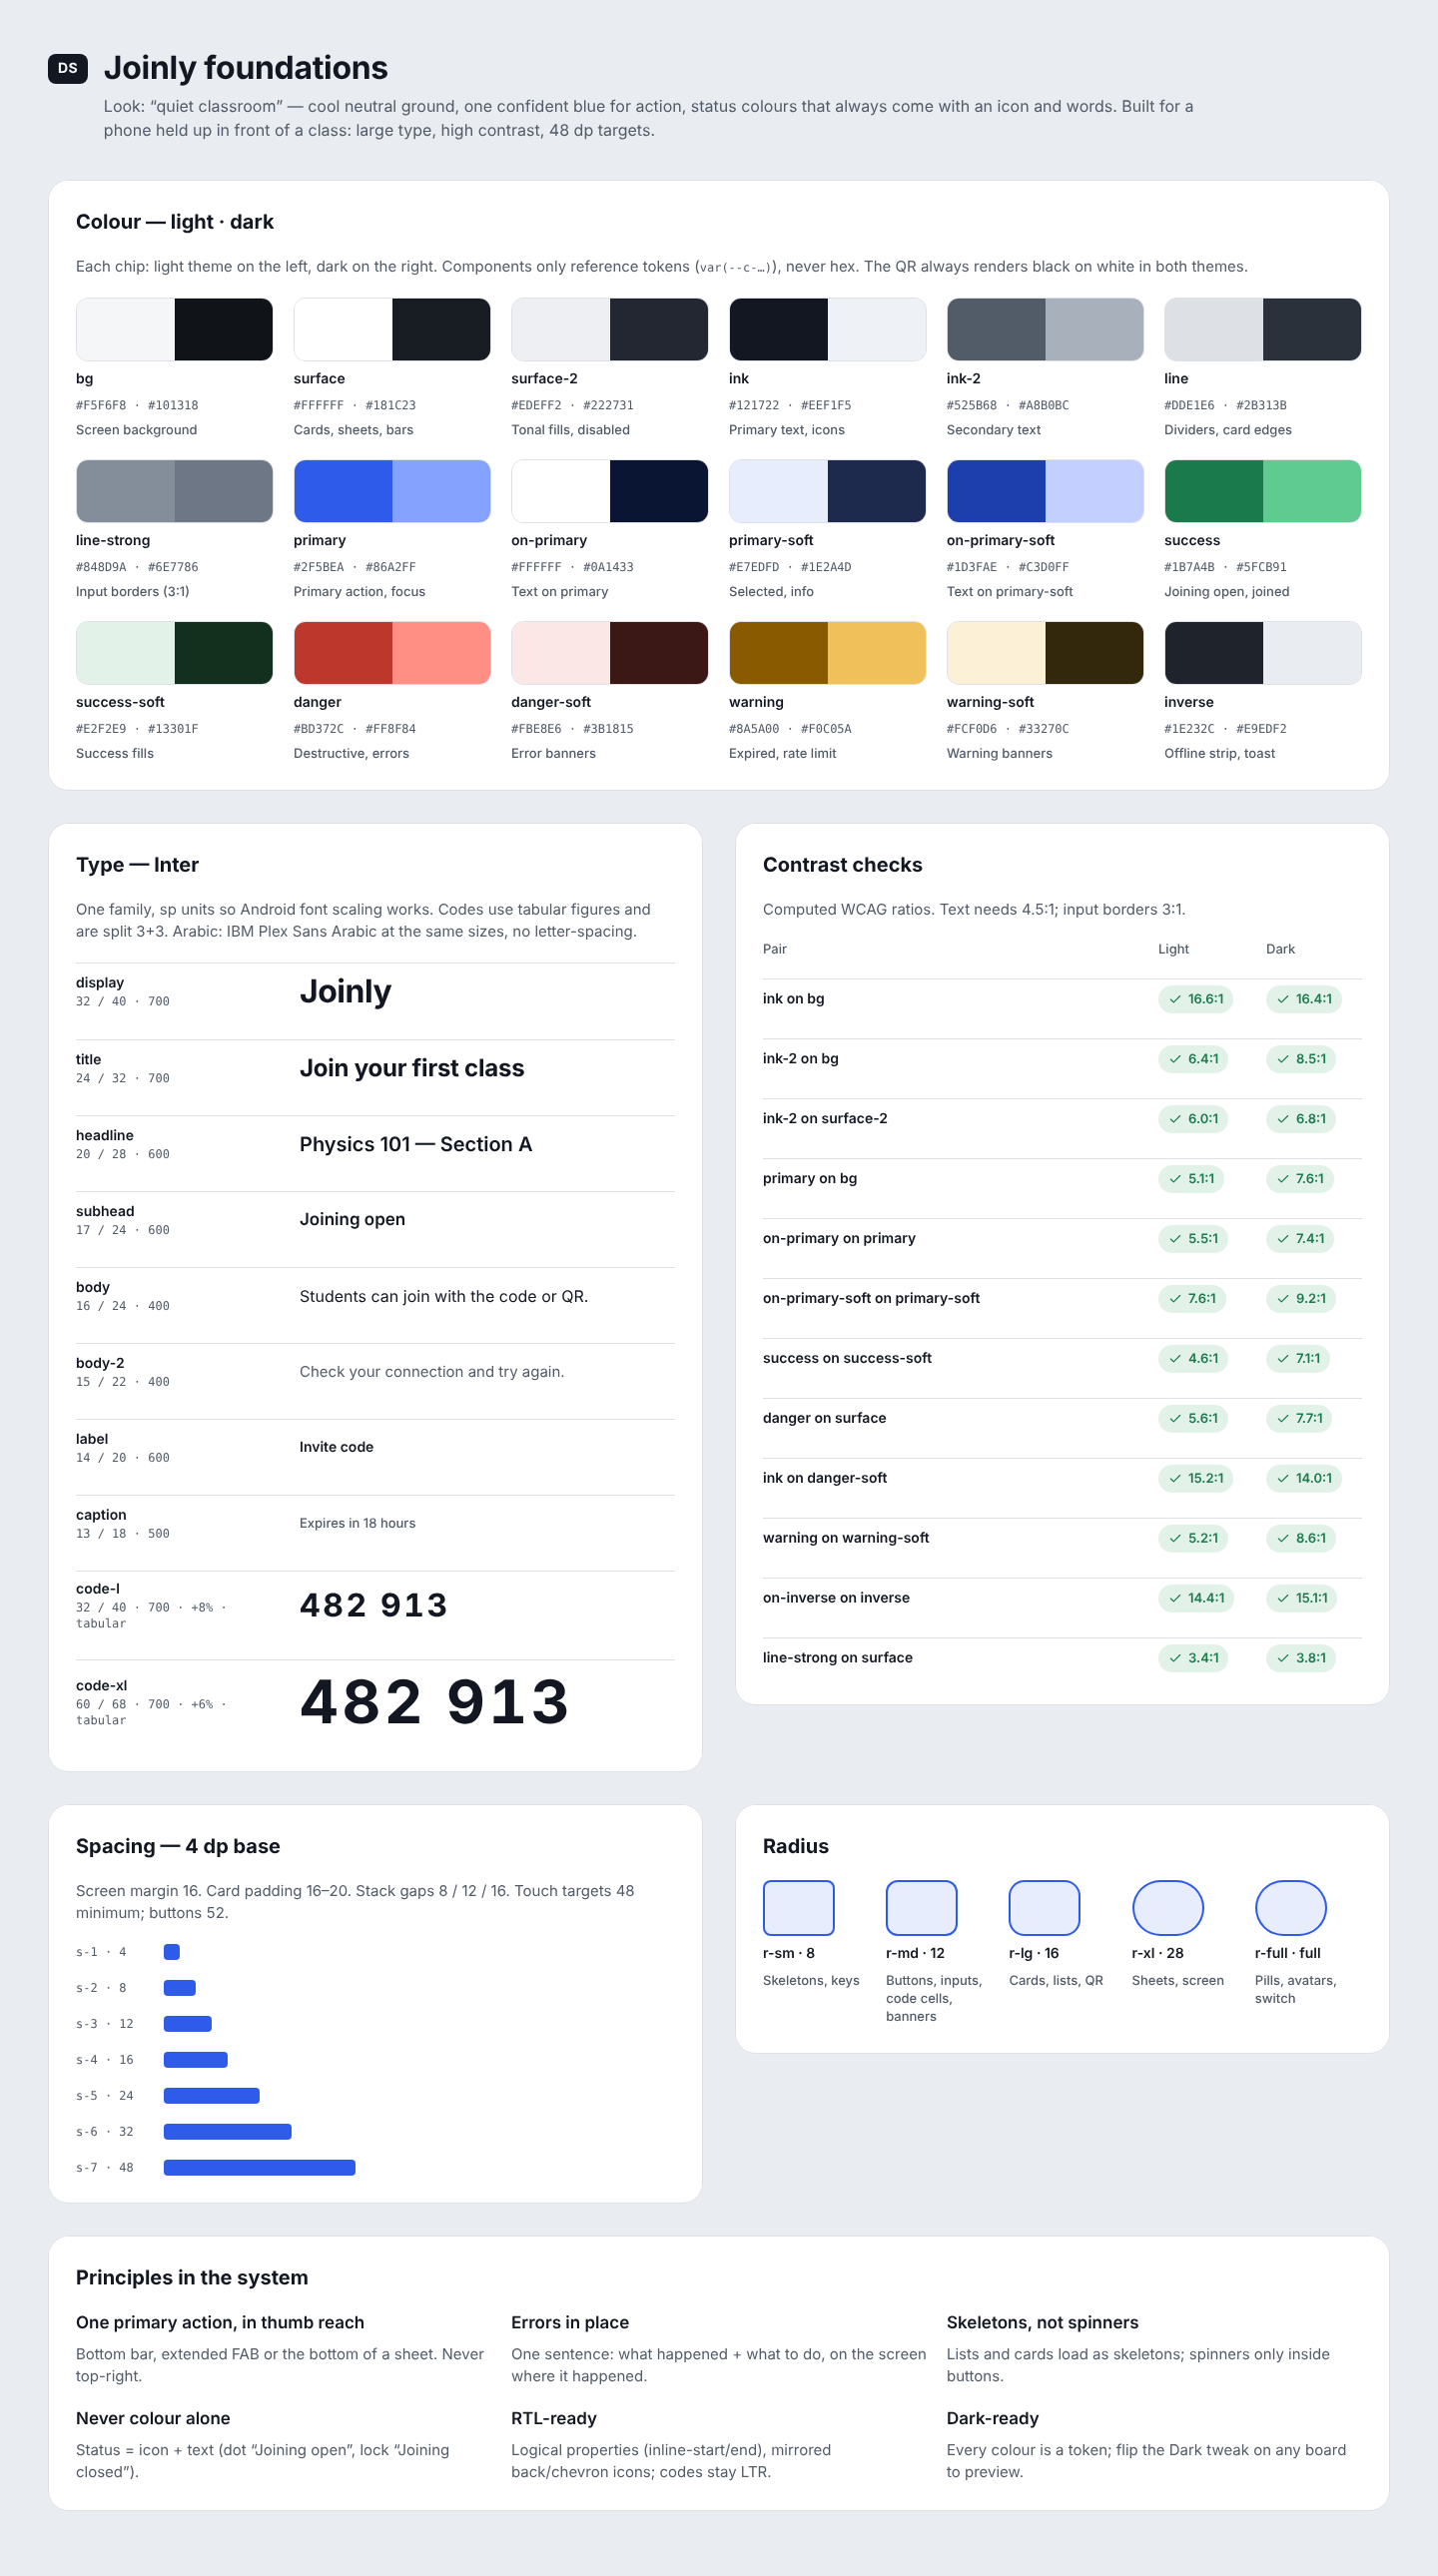 DS
Joinly foundations
Look: “quiet classroom” — cool neutral ground, one confident blue for action, status colours that always come with an icon and words. Built for a
phone held up in front of a class: large type, high contrast, 48 dp targets.
Colour — light · dark
Each chip: light theme on the left, dark on the right. Components only reference tokens (var(--c-…)), never hex. The QR always renders black on white in both themes.
bg
#F5F6F8 · #101318
Screen background
surface
#FFFFFF · #181C23
Cards, sheets, bars
surface-2
#EDEFF2 · #222731
Tonal fills, disabled
ink
#121722 · #EEF1F5
Primary text, icons
ink-2
#525B68 · #A8B0BC
Secondary text
line
#DDE1E6 · #2B313B
Dividers, card edges
line-strong
#848D9A · #6E7786
Input borders (3:1)
primary
#2F5BEA · #86A2FF
Primary action, focus
on-primary
#FFFFFF · #0A1433
Text on primary
primary-soft
#E7EDFD · #1E2A4D
Selected, info
on-primary-soft
#1D3FAE · #C3D0FF
Text on primary-soft
success
#1B7A4B · #5FCB91
Joining open, joined
success-soft
#E2F2E9 · #13301F
Success fills
danger
#BD372C · #FF8F84
Destructive, errors
danger-soft
#FBE8E6 · #3B1815
Error banners
warning
#8A5A00 · #F0C05A
Expired, rate limit
warning-soft
#FCF0D6 · #33270C
Warning banners
inverse
#1E232C · #E9EDF2
Offline strip, toast
Type — Inter
One family, sp units so Android font scaling works. Codes use tabular figures and
are split 3+3. Arabic: IBM Plex Sans Arabic at the same sizes, no letter-spacing.
display
32 / 40 · 700
Joinly
title
24 / 32 · 700
Join your first class
headline
20 / 28 · 600
Physics 101 — Section A
subhead
17 / 24 · 600
Joining open
body
16 / 24 · 400
Students can join with the code or QR.
body-2
15 / 22 · 400
Check your connection and try again.
label
14 / 20 · 600
Invite code
caption
13 / 18 · 500
Expires in 18 hours
code-l
32 / 40 · 700 · +8% ·
tabular
482 913
code-xl
60 / 68 · 700 · +6% ·
tabular
482 913
Contrast checks
Computed WCAG ratios. Text needs 4.5:1; input borders 3:1.
Pair Light Dark
ink on bg ✓ 16.6:1 ✓ 16.4:1
ink-2 on bg ✓ 6.4:1 ✓ 8.5:1
ink-2 on surface-2 ✓ 6.0:1 ✓ 6.8:1
primary on bg ✓ 5.1:1 ✓ 7.6:1
on-primary on primary ✓ 5.5:1 ✓ 7.4:1
on-primary-soft on primary-soft ✓ 7.6:1 ✓ 9.2:1
success on success-soft ✓ 4.6:1 ✓ 7.1:1
danger on surface ✓ 5.6:1 ✓ 7.7:1
ink on danger-soft ✓ 15.2:1 ✓ 14.0:1
warning on warning-soft ✓ 5.2:1 ✓ 8.6:1
on-inverse on inverse ✓ 14.4:1 ✓ 15.1:1
line-strong on surface ✓ 3.4:1 ✓ 3.8:1
Spacing — 4 dp base
Screen margin 16. Card padding 16–20. Stack gaps 8 / 12 / 16. Touch targets 48
minimum; buttons 52.
s-1 · 4
s-2 · 8
s-3 · 12
s-4 · 16
s-5 · 24
s-6 · 32
s-7 · 48
Radius
r-sm · 8
Skeletons, keys
r-md · 12
Buttons, inputs,
code cells,
banners
r-lg · 16
Cards, lists, QR
r-xl · 28
Sheets, screen
r-full · full
Pills, avatars,
switch
Principles in the system
One primary action, in thumb reach
Bottom bar, extended FAB or the bottom of a sheet. Never
top-right.
Errors in place
One sentence: what happened + what to do, on the screen
where it happened.
Skeletons, not spinners
Lists and cards load as skeletons; spinners only inside
buttons.
Never colour alone
Status = icon + text (dot “Joining open”, lock “Joining
closed”).
RTL-ready
Logical properties (inline-start/end), mirrored
back/chevron icons; codes stay LTR.
Dark-ready
Every colour is a token; flip the Dark tweak on any board
to preview.